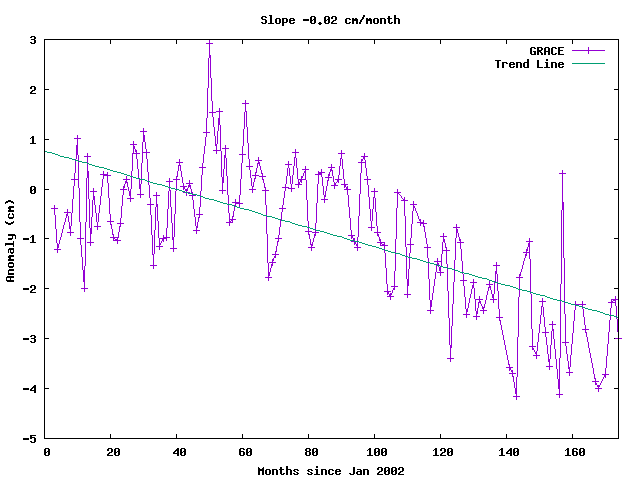 Slope -0.02 cm/month
GRACE
Trend Line
3
2
1
0
-1
-2
-3
-4
-5
Anomaly (cm)
0 20 40 60 80 100 120 140 160
Months since Jan 2002